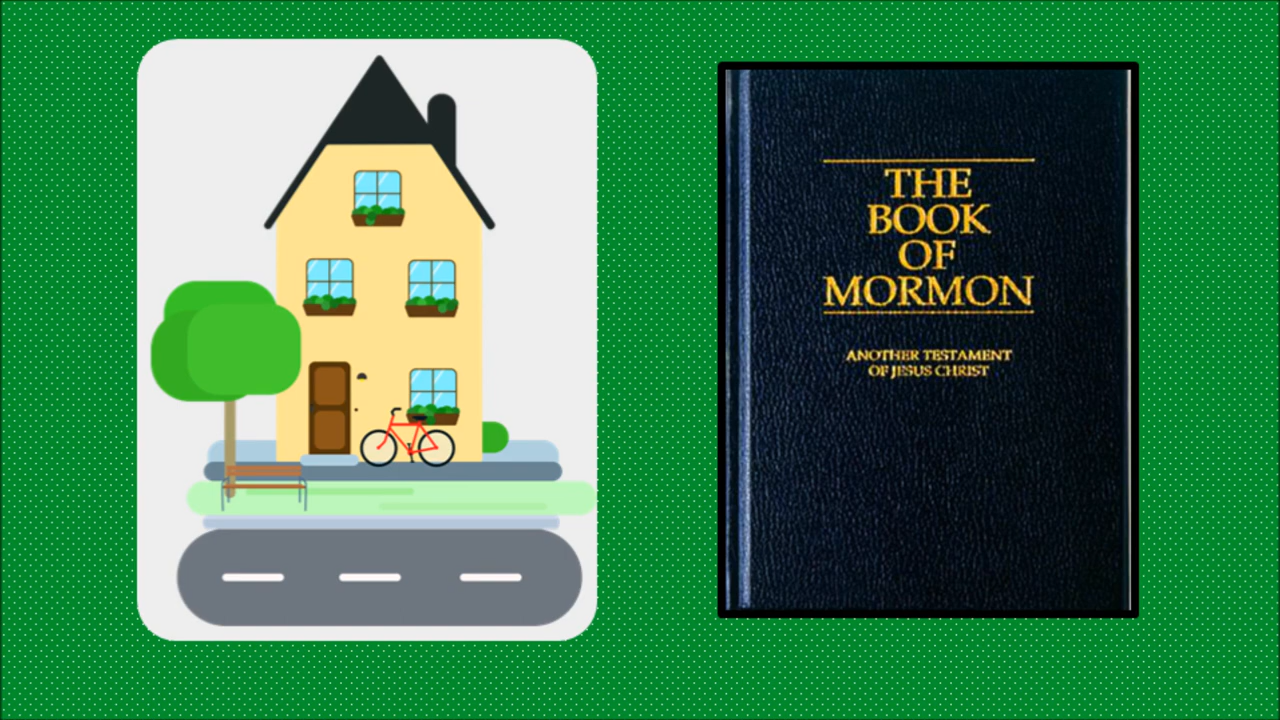 THE
BOOK
OF
MORMON
ANOTHER TESTAMENT
OF JESUS CHRIST